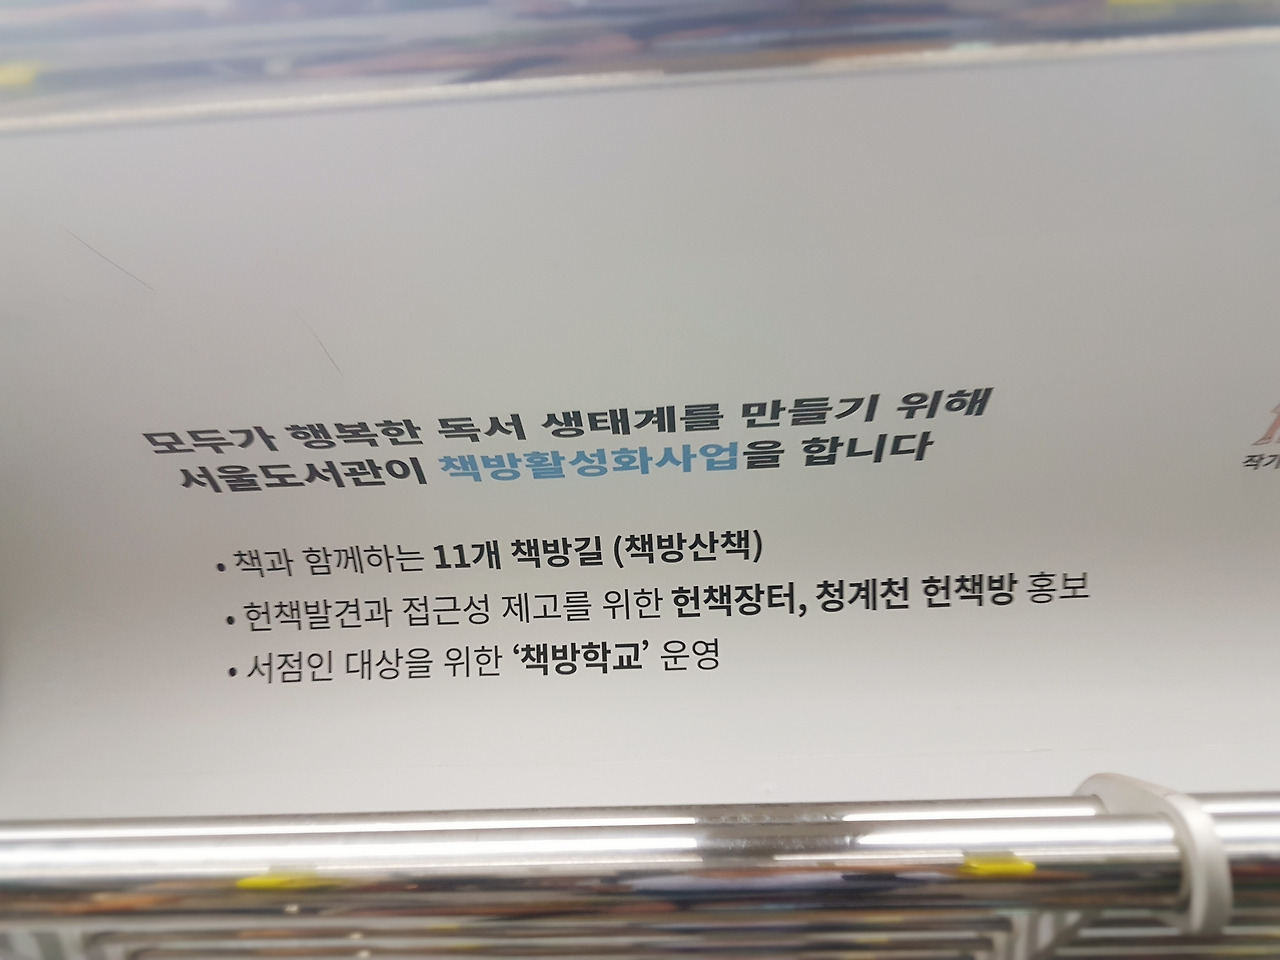 모두가 행복한 독서 생태계를 만들기 위해
서울도서관이 책방활성화사업을 합니다
• 책과 함께하는 11개 책방길 (책방산책)
• 헌책발견과 접근성 제고를 위한 헌책장터, 청계천 헌책방 홍보
• 서점인 대상을 위한 ‘책방학교’ 운영